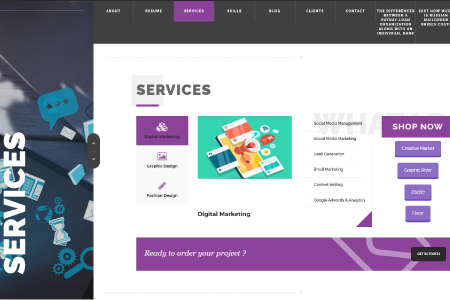 ABOUT
RESUME
SERVICES
SKILLS
BLOG
CLIENTS
CONTACT
THE DIFFERENCES
BETWEEN A
PAYDAY-LOAN
ORGANIZATION
ALONG WITH AN
INDIVIDUAL BANK
JUST HOW MUCH
IS RUSSIAN
MAILORDER
BRIDES COST
SERVICES
SERVICES
Digital Marketing
Graphic Design
Fashion Design
Digital Marketing
Social Media Management
Social Media Marketing
Lead Generation
Email Marketing
Content Writing
Google Adwords & Analytics
SHOP NOW
Creative Market
Graphic River
Fiverr
Ready to order your project ?
GET IN TOUCH